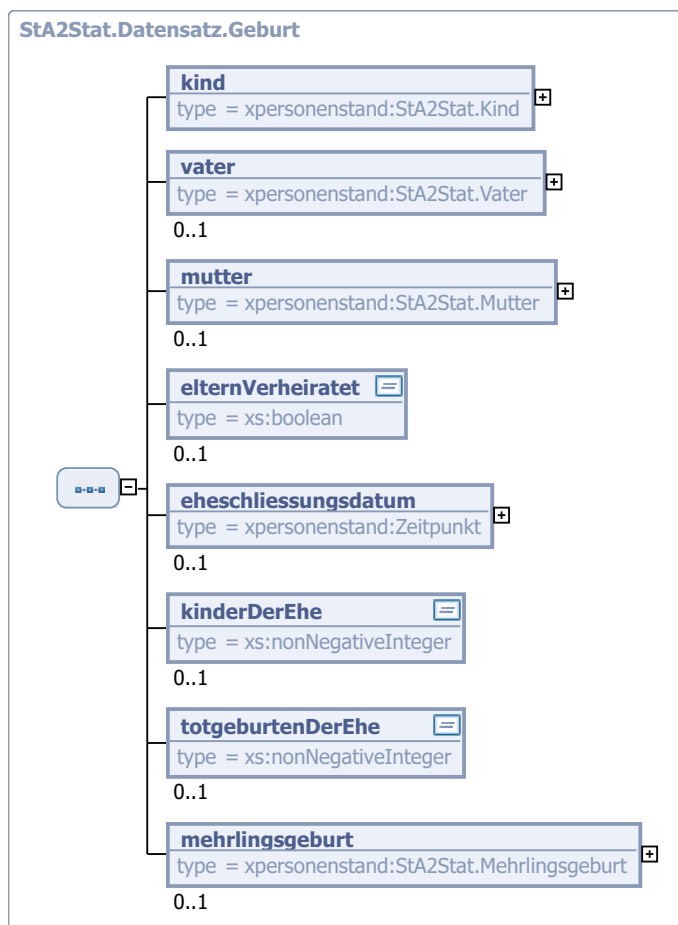 StA2Stat.Datensatz.Geburt
kind
type = xpersonenstand:StA2Stat.Kind
vater
type = xpersonenstand:StA2Stat.Vater
0..1
mutter
type = xpersonenstand:StA2Stat.Mutter
0..1
elternVerheiratet
type = xs:boolean
0..1
eheschliessungsdatum
type = xpersonenstand:Zeitpunkt
0..1
kinderDerEhe
type = xs:nonNegativeInteger
0..1
totgeburtenDerEhe
type = xs:nonNegativeInteger
0..1
mehrlingsgeburt
type = xpersonenstand:StA2Stat.Mehrlingsgeburt
0..1